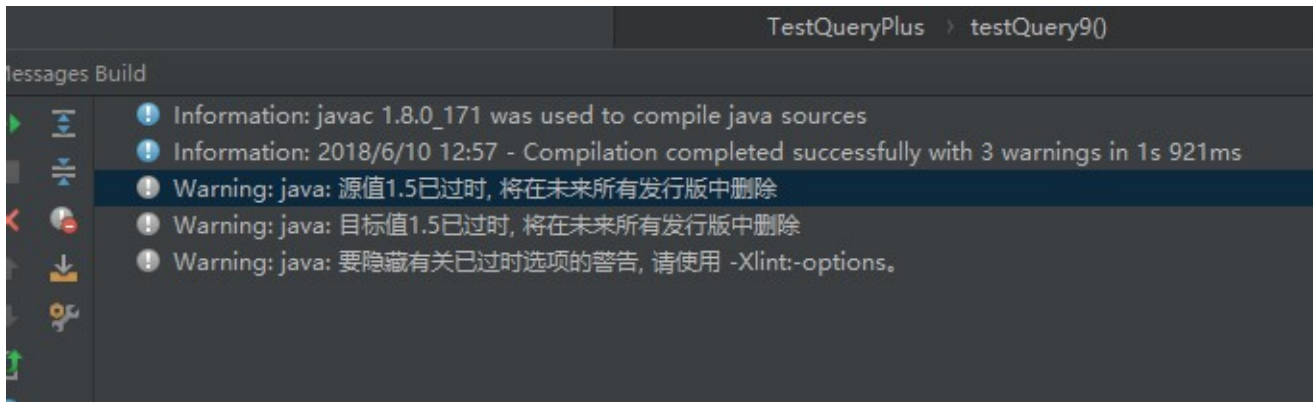 TestQueryPlus › testQuery9()
Messages Build
Information: javac 1.8.0_171 was used to compile java sources
Information: 2018/6/10 12:57 - Compilation completed successfully with 3 warnings in 1s 921ms
Warning: java: 源值1.5已过时, 将在未来所有发行版中删除
Warning: java: 目标值1.5已过时, 将在未来所有发行版中删除
Warning: java: 要隐藏有关已过时选项的警告, 请使用 -Xlint:-options。